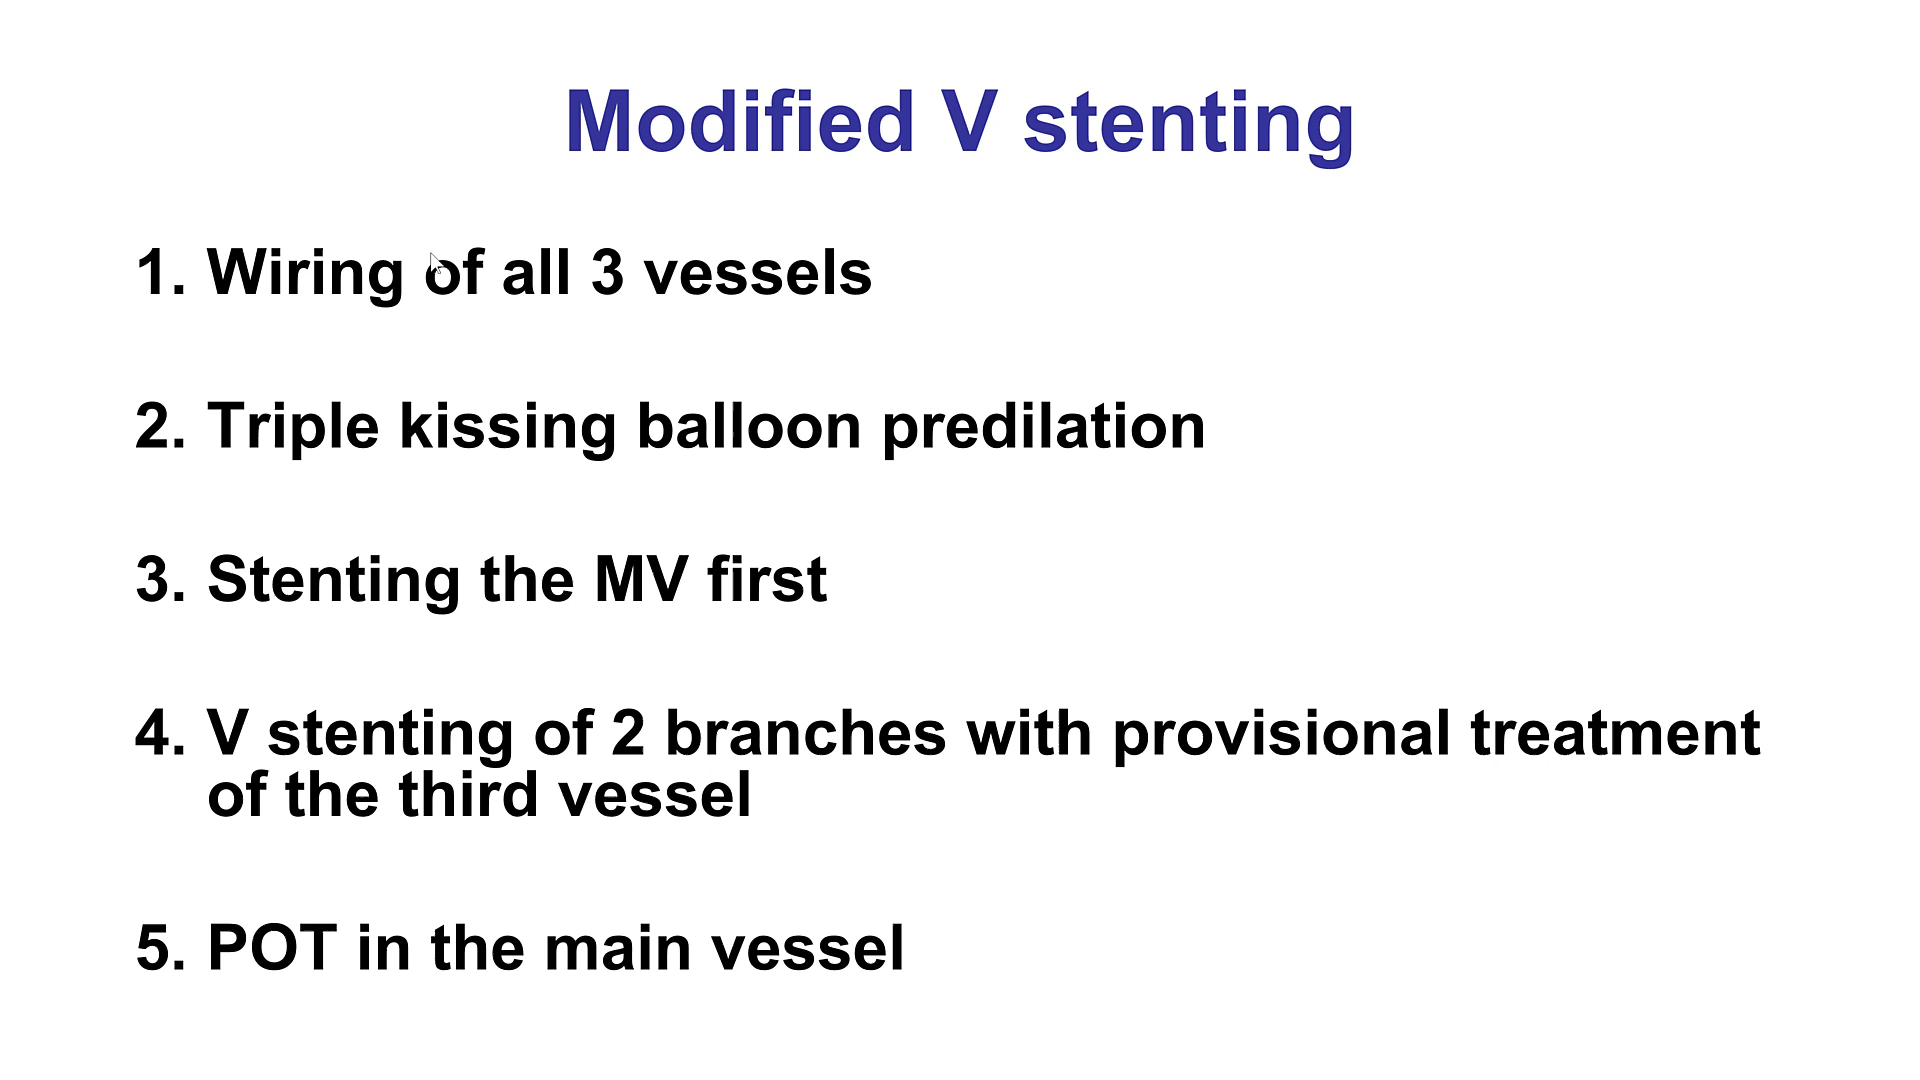 Modified V stenting
1. Wiring of all 3 vessels
2. Triple kissing balloon predilation
3. Stenting the MV first
4. V stenting of 2 branches with provisional treatment
of the third vessel
5. POT in the main vessel